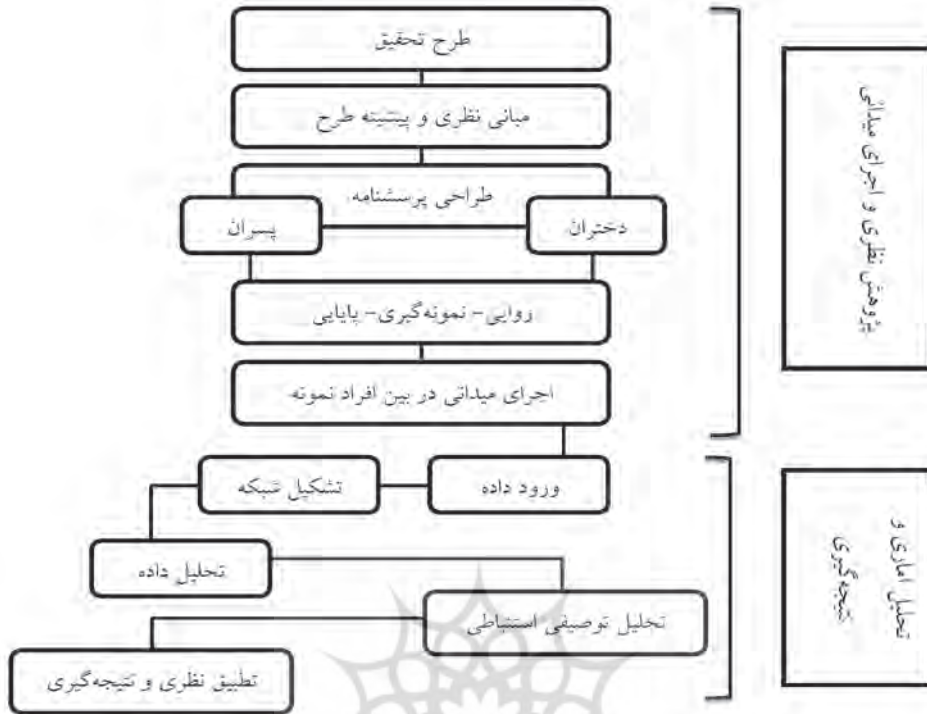 طرح تحقیق
مبانی نظری و پیشینه طرح
طراحی پرسشنامه
دختران
پسران
روایی- نمونه‌گیری- پایایی
اجرای میدانی در بین افراد نمونه
ورود داده
تشکیل شبکه
تحلیل داده
تحلیل توصیفی استنباطی
تطبیق نظری و نتیجه‌گیری
پژوهش نظری و اجرای میدانی
تحلیل اماری و
نتیجه گیری